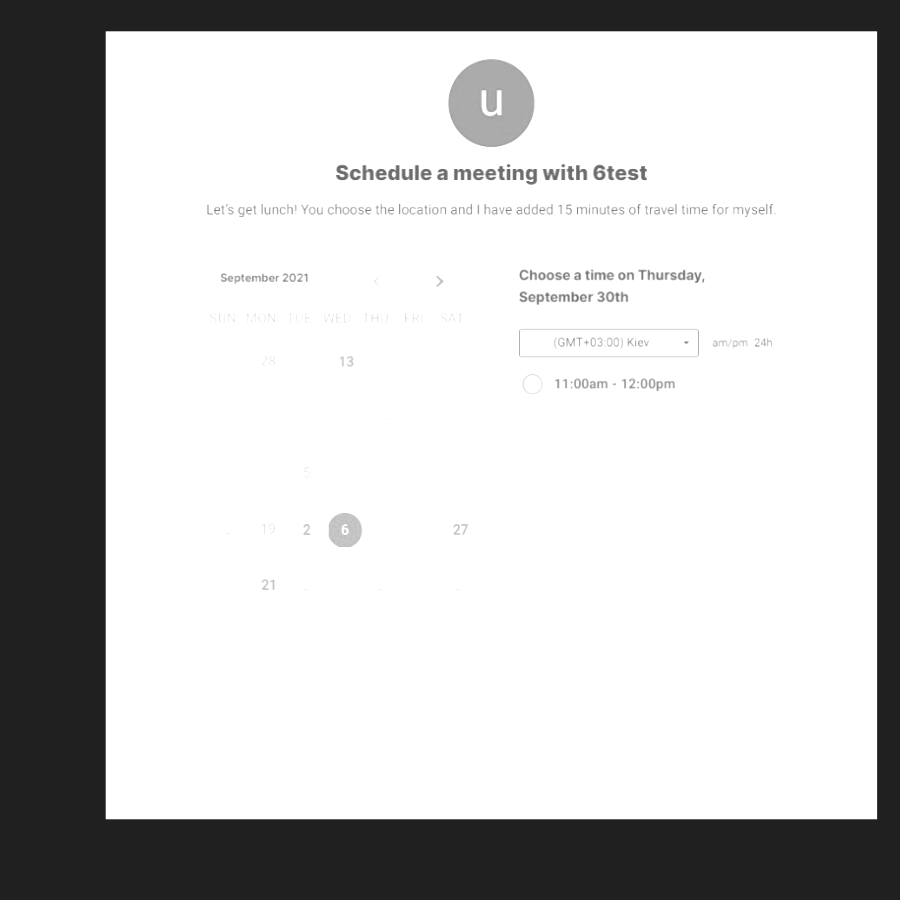 u
Schedule a meeting with 6test
Let's get lunch! You choose the location and I have added 15 minutes of travel time for myself.
September 2021
SUN MON TUE WED THU FRI SAT
28 13
5
19 2 6 27
21
Choose a time on Thursday,
September 30th
(GMT+03:00) Kiev am/pm 24h
11:00am - 12:00pm